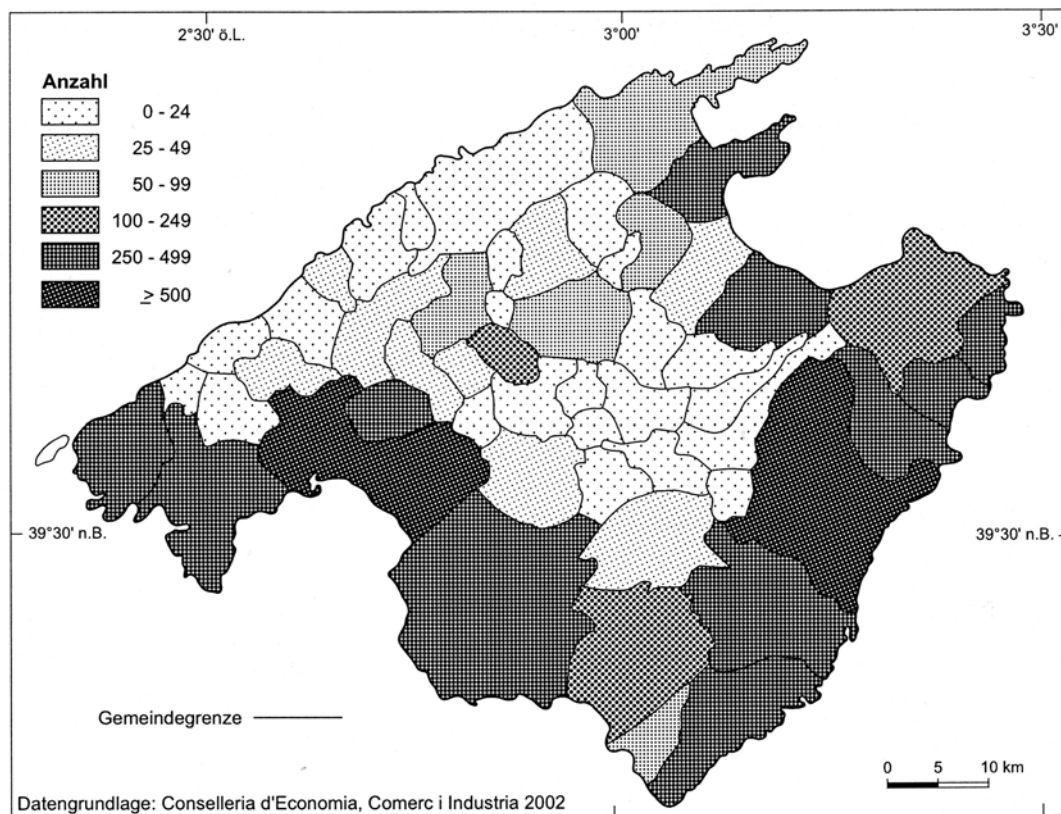 2°30' ö.L.
3°00'
3°30'
Anzahl
0 - 24
25 - 49
50 - 99
100 - 249
250 - 499
≥ 500
39°30' n.B.
39°30' n.B.
Gemeindegrenze
0 5 10 km
Datengrundlage: Conselleria d'Economia, Comerc i Industria 2002